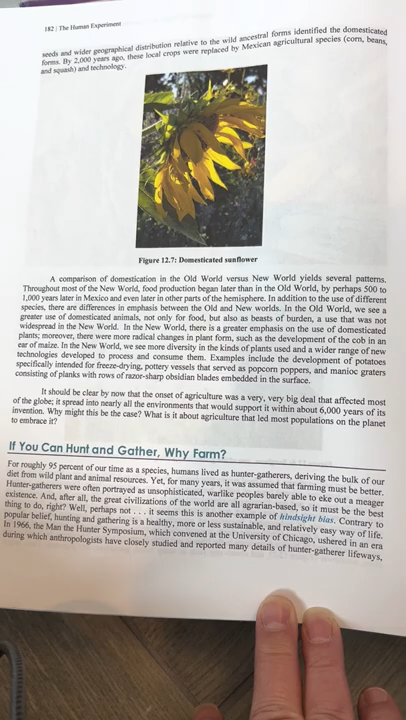 182 | The Human Experiment
seeds and wider geographical distribution relative to the wild ancestral forms identified the domesticated
forms. By 2,000 years ago, these local crops were replaced by Mexican agricultural species (corn, beans,
and squash) and technology.
Figure 12.7: Domesticated sunflower
A comparison of domestication in the Old World versus New World yields several patterns.
Throughout most of the New World, food production began later than in the Old World, by perhaps 500 to
1,000 years later in Mexico and even later in other parts of the hemisphere. In addition to the use of different
species, there are differences in emphasis between the Old and New worlds. In the Old World, we see a
greater use of domesticated animals, not only for food, but also as beasts of burden, a use that was not
widespread in the New World. In the New World, there is a greater emphasis on the use of domesticated
plants; moreover, there were more radical changes in plant form, such as the development of the cob in an
ear of maize. In the New World, we see more diversity in the kinds of plants used and a wider range of new
technologies developed to process and consume them. Examples include the development of potatoes
specifically intended for freeze-drying, pottery vessels that served as popcorn poppers, and manioc graters
consisting of planks with rows of razor-sharp obsidian blades embedded in the surface.
It should be clear by now that the onset of agriculture was a very, very big deal that affected most
of the globe; it spread into nearly all the environments that would support it within about 6,000 years of its
invention. Why might this be the case? What is it about agriculture that led most populations on the planet
to embrace it?
If You Can Hunt and Gather, Why Farm?
For roughly 95 percent of our time as a species, humans lived as hunter-gatherers, deriving the bulk of our
diet from wild plant and animal resources. Yet, for many years, it was assumed that farming must be better.
Hunter-gatherers were often portrayed as unsophisticated, warlike peoples barely able to eke out a meager
existence. And, after all, the great civilizations of the world are all agrarian-based, so it must be the best
thing to do, right? Well, perhaps not . . . it seems this is another example of hindsight bias. Contrary to
popular belief, hunting and gathering is a healthy, more or less sustainable, and relatively easy way of life.
In 1966, the Man the Hunter Symposium, which convened at the University of Chicago, ushered in an era
during which anthropologists have closely studied and reported many details of hunter-gatherer lifeways,